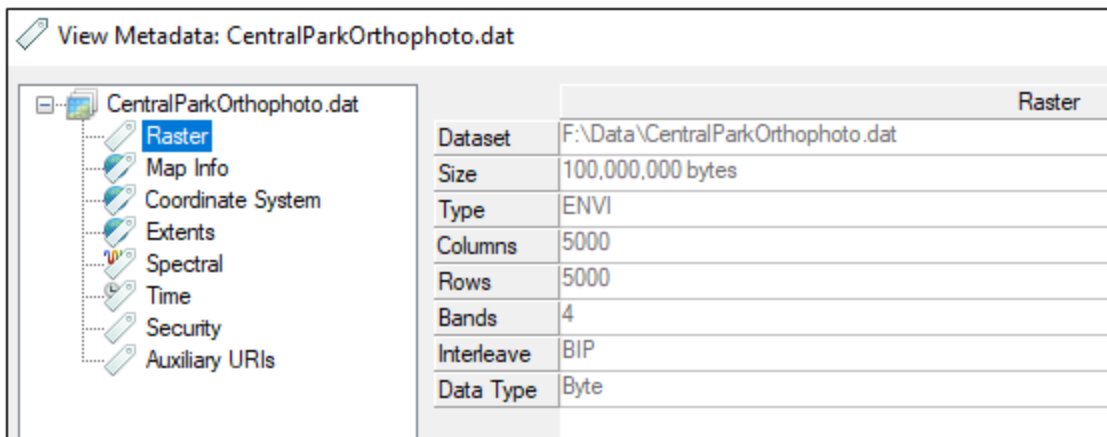 View Metadata: CentralParkOrthophoto.dat
CentralParkOrthophoto.dat
Raster
Map Info
Coordinate System
Extents
Spectral
Time
Security
Auxiliary URIs
Raster
Dataset F:\Data\CentralParkOrthophoto.dat
Size 100,000,000 bytes
Type ENVI
Columns 5000
Rows 5000
Bands 4
Interleave BIP
Data Type Byte